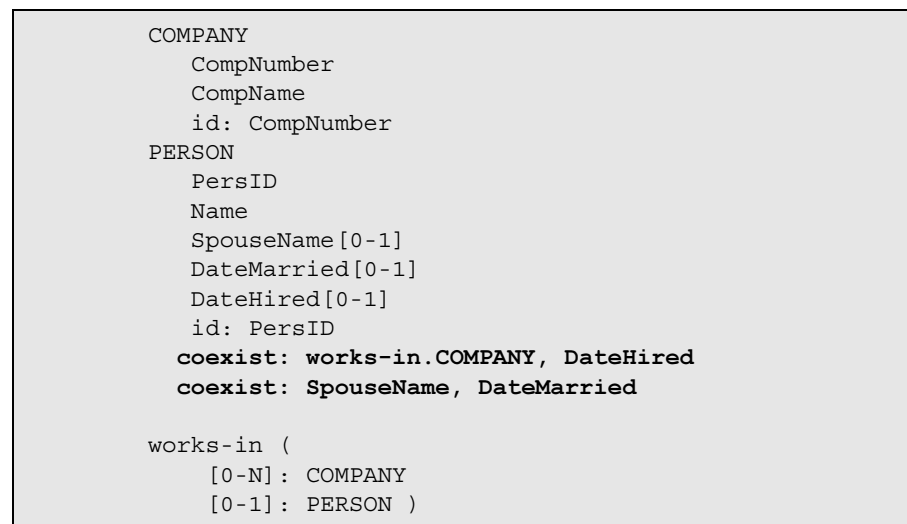 COMPANY
CompNumber
CompName
id: CompNumber
PERSON
PersID
Name
SpouseName[0-1]
DateMarried[0-1]
DateHired[0-1]
id: PersID
coexist: works-in.COMPANY, DateHired
coexist: SpouseName, DateMarried
works-in (
[0-N]: COMPANY
[0-1]: PERSON )